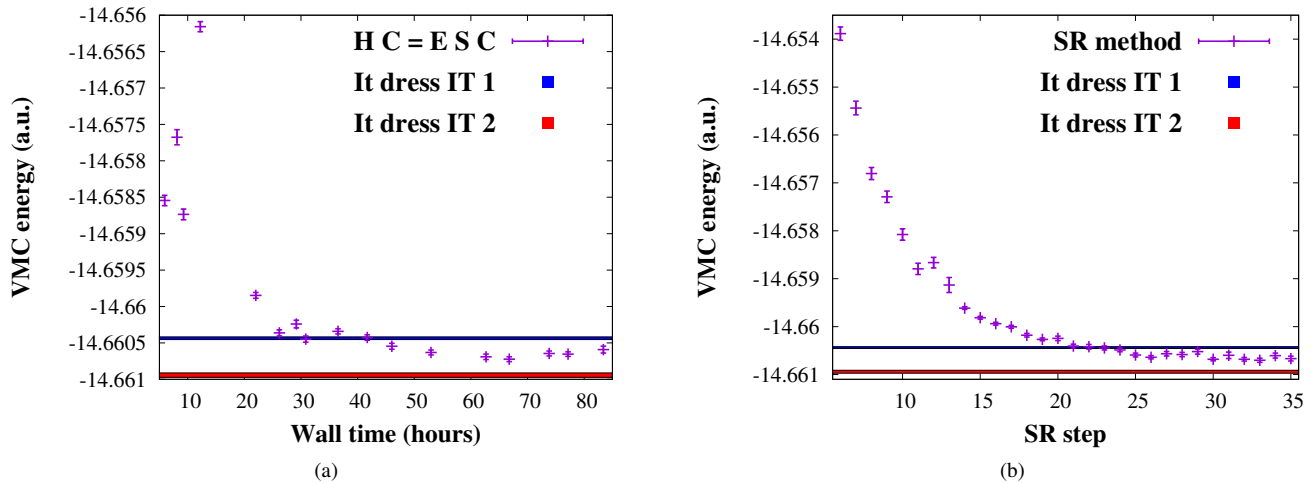 -14.656
-14.6565
-14.657
-14.6575
-14.658
-14.6585
-14.659
-14.6595
-14.66
-14.6605
-14.661
VMC energy (a.u.)
H C = E S C
It dress IT 1
It dress IT 2
10 20 30 40 50 60 70 80
Wall time (hours)
(a)
-14.654
-14.655
-14.656
-14.657
-14.658
-14.659
-14.66
-14.661
VMC energy (a.u.)
SR method
It dress IT 1
It dress IT 2
10 15 20 25 30 35
SR step
(b)